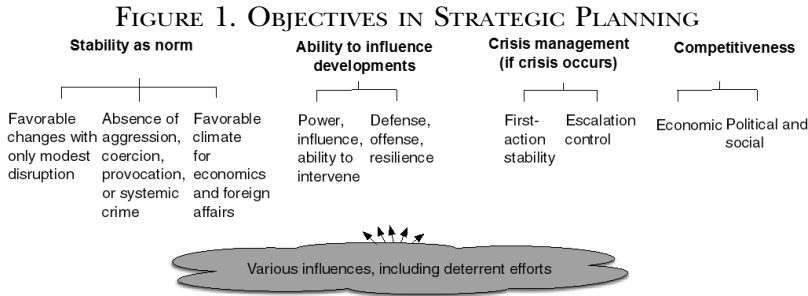 FIGURE 1. OBJECTIVES IN STRATEGIC PLANNING
Stability as norm
Favorable
changes with
only modest
disruption
Absence of
aggression,
coercion,
provocation,
or systemic
crime
Favorable
climate
for
economics
and foreign
affairs
Ability to influence
developments
Power,
influence,
ability to
intervene
Defense,
offense,
resilience
Crisis management
(if crisis occurs)
First-
action
stability
Escalation
control
Competitiveness
Economic
Political and
social
Various influences, including deterrent efforts